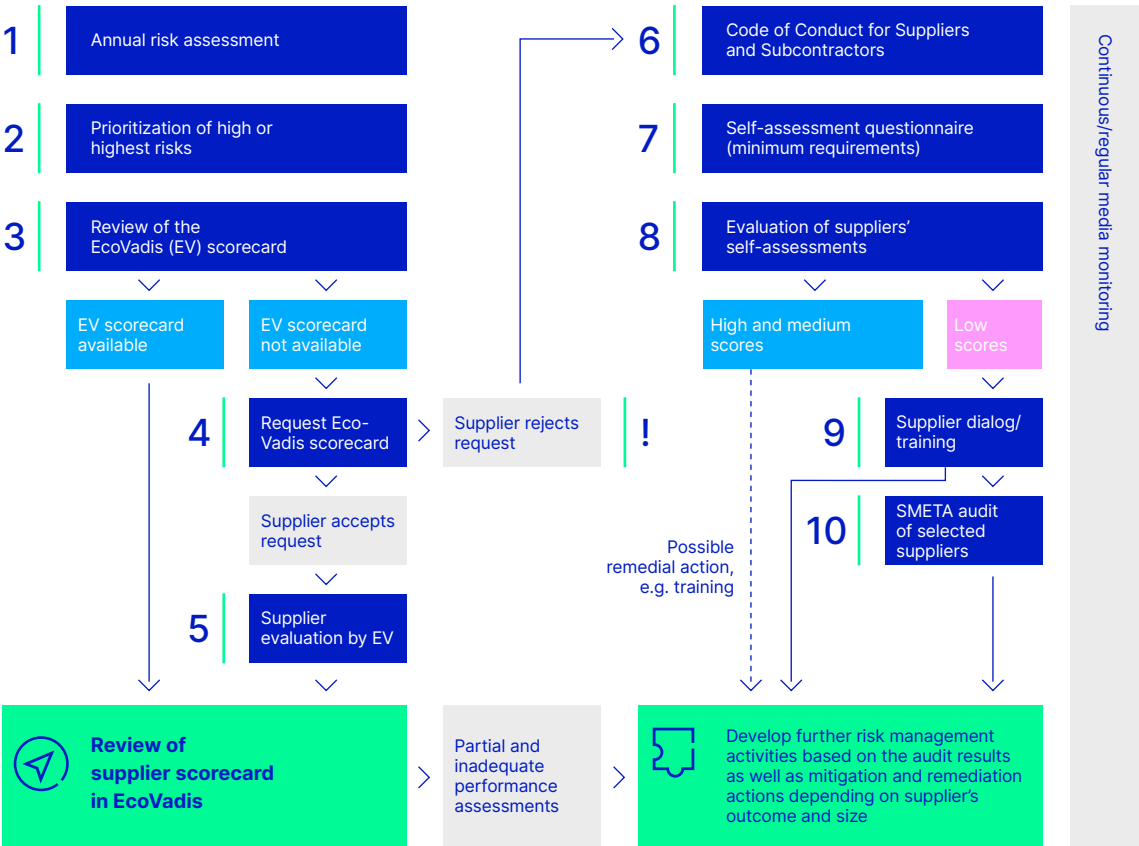 1
Annual risk assessment
2
Prioritization of high or
highest risks
3
Review of the
EcoVadis (EV) scorecard
EV scorecard
available
EV scorecard
not available
4
Request Eco-
Vadis scorecard
Supplier rejects
request
!
Supplier accepts
request
5
Supplier
evaluation by EV
Review of
supplier scorecard
in EcoVadis
Partial and
inadequate
performance
assessments
6
Code of Conduct for Suppliers
and Subcontractors
7
Self-assessment questionnaire
(minimum requirements)
8
Evaluation of suppliers’
self-assessments
High and medium
scores
Low
scores
9
Supplier dialog/
training
10
SMETA audit
of selected
suppliers
Possible
remedial action,
e.g. training
Develop further risk management
activities based on the audit results
as well as mitigation and remediation
actions depending on supplier’s
outcome and size
Continuous/regular media monitoring